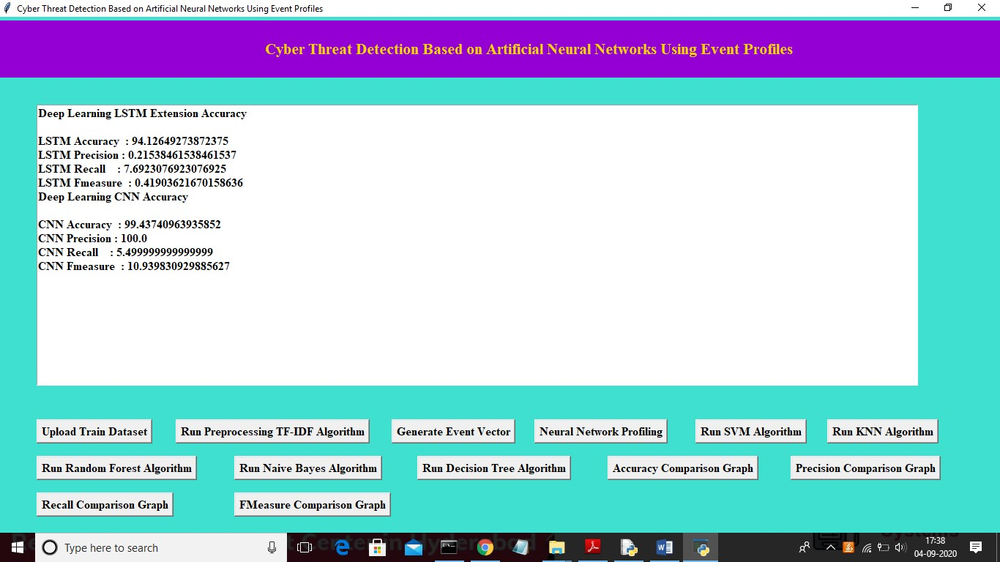 Cyber Threat Detection Based on Artificial Neural Networks Using Event Profiles
Cyber Threat Detection Based on Artificial Neural Networks Using Event Profiles
Deep Learning LSTM Extension Accuracy
LSTM Accuracy : 94.12649273872375
LSTM Precision : 0.21538461538461537
LSTM Recall : 7.6923076923076925
LSTM Fmeasure : 0.41903621670158636
Deep Learning CNN Accuracy
CNN Accuracy : 99.43740963935852
CNN Precision : 100.0
CNN Recall : 5.499999999999999
CNN Fmeasure : 10.939830929885627
Upload Train Dataset Run Preprocessing TF-IDF Algorithm Generate Event Vector Neural Network Profiling Run SVM Algorithm Run KNN Algorithm
Run Random Forest Algorithm Run Naive Bayes Algorithm Run Decision Tree Algorithm Accuracy Comparison Graph Precision Comparison Graph
Recall Comparison Graph FMeasure Comparison Graph
Type here to search
17:38
04-09-2020